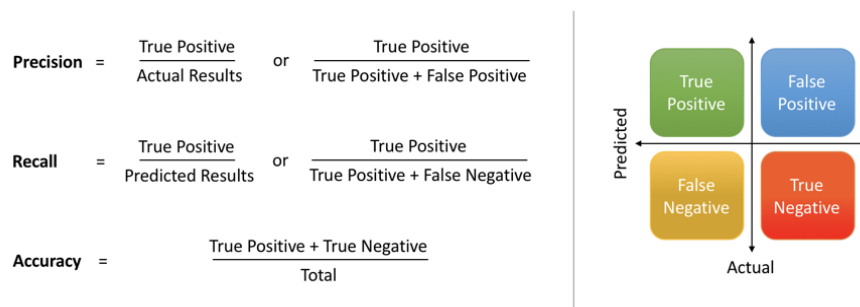 Precision = True Positive / Actual Results or True Positive / True Positive + False Positive
Recall = True Positive / Predicted Results or True Positive / True Positive + False Negative
Accuracy = True Positive + True Negative / Total
Predicted
True Positive
False Positive
False Negative
True Negative
Actual